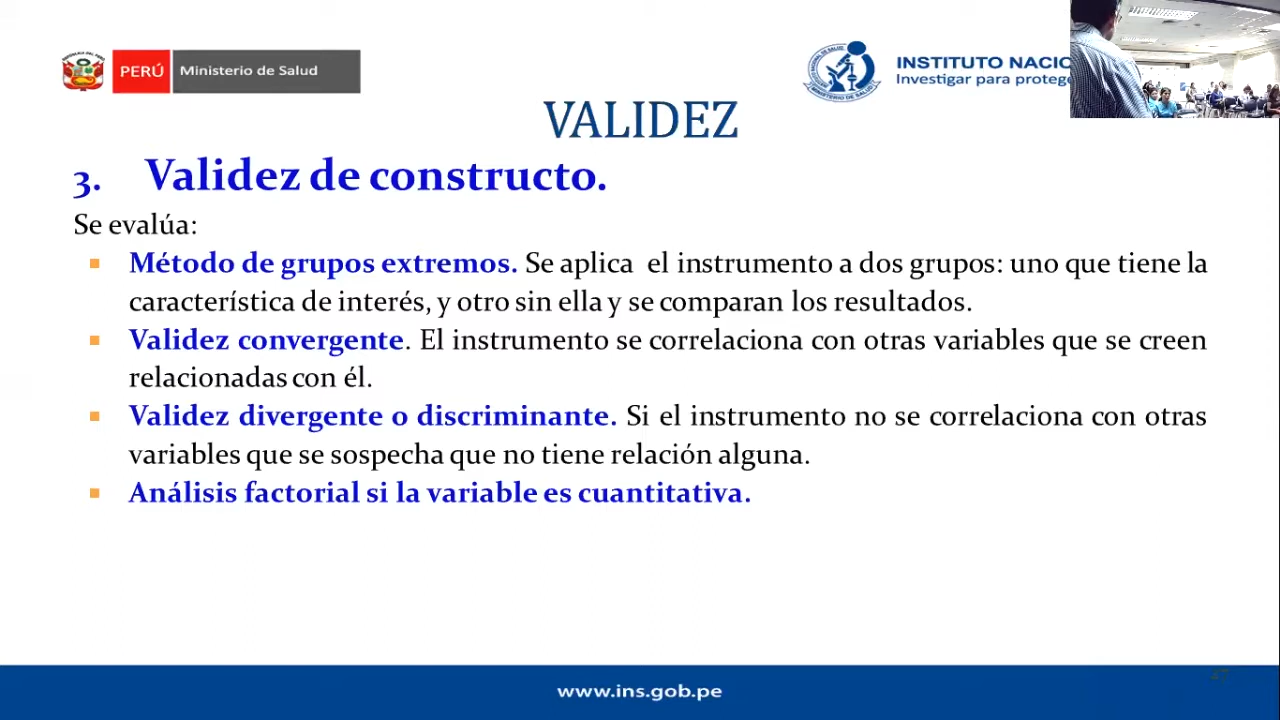 PERÚ Ministerio de Salud
INSTITUTO NACIO
Investigar para protege
VALIDEZ
3. Validez de constructo.
Se evalúa:
Método de grupos extremos. Se aplica el instrumento a dos grupos: uno que tiene la
característica de interés, y otro sin ella y se comparan los resultados.
Validez convergente. El instrumento se correlaciona con otras variables que se creen
relacionadas con él.
Validez divergente o discriminante. Si el instrumento no se correlaciona con otras
variables que se sospecha que no tiene relación alguna.
Análisis factorial si la variable es cuantitativa.
47
www.ins.gob.pe